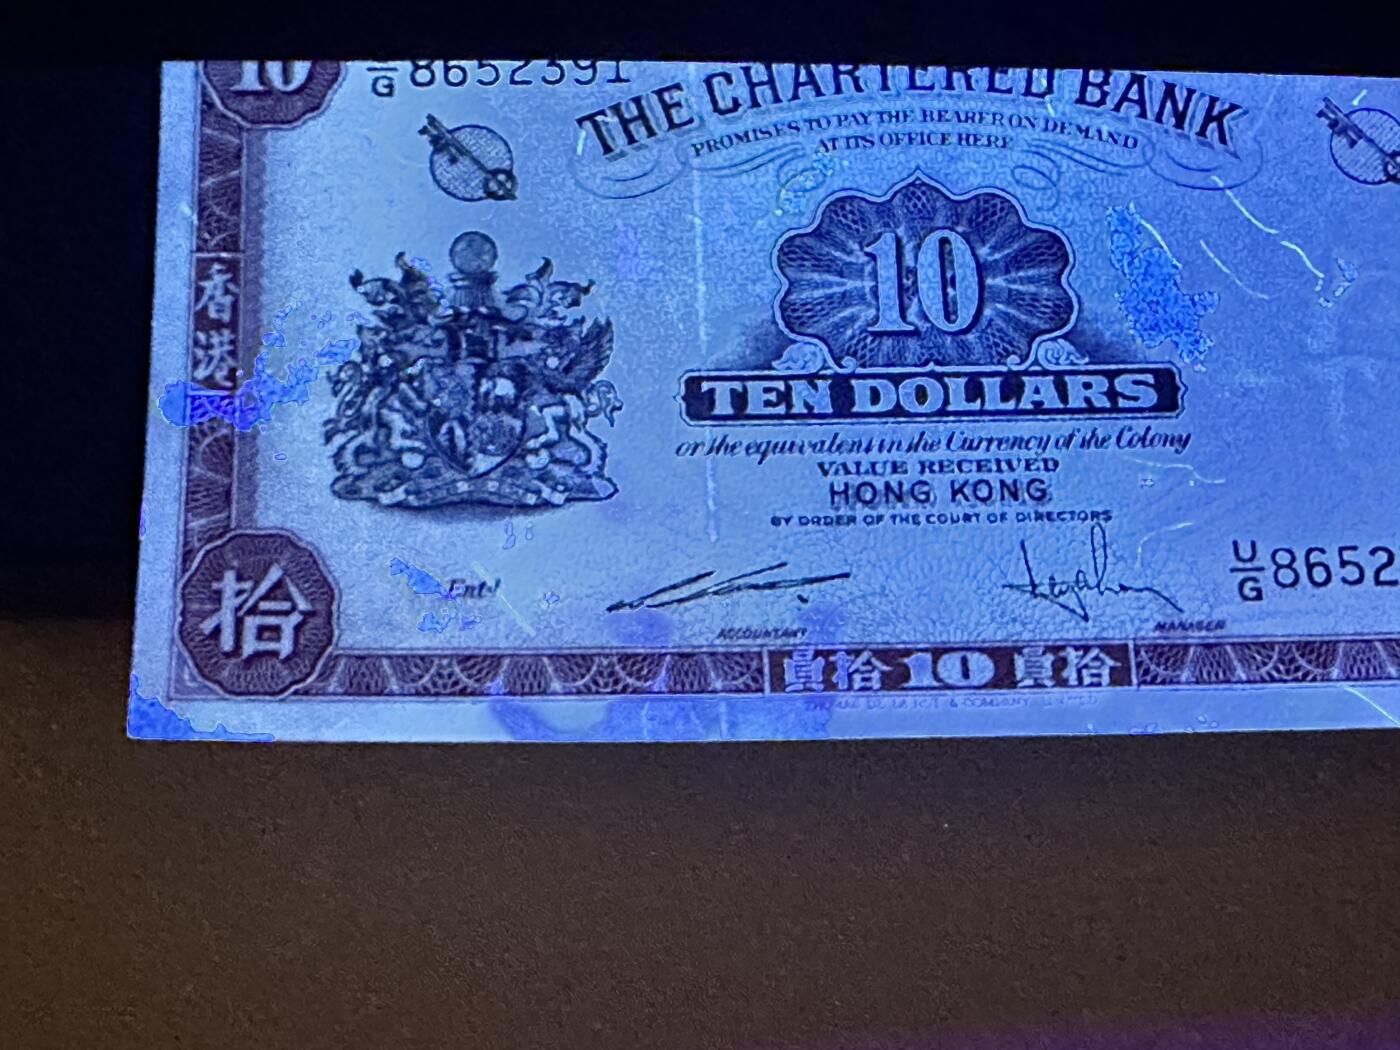 10
U/G 8652391
THE CHARTERED BANK
PROMISES TO PAY THE BEARER ON DEMAND
AT ITS OFFICE HERE
香港
10
TEN DOLLARS
or the equivalent in the Currency of the Colony
VALUE RECEIVED
HONG KONG
BY ORDER OF THE COURT OF DIRECTORS
Entd
U/G 8652
ACCOUNTANT
MANAGER
拾
員拾 10 員拾